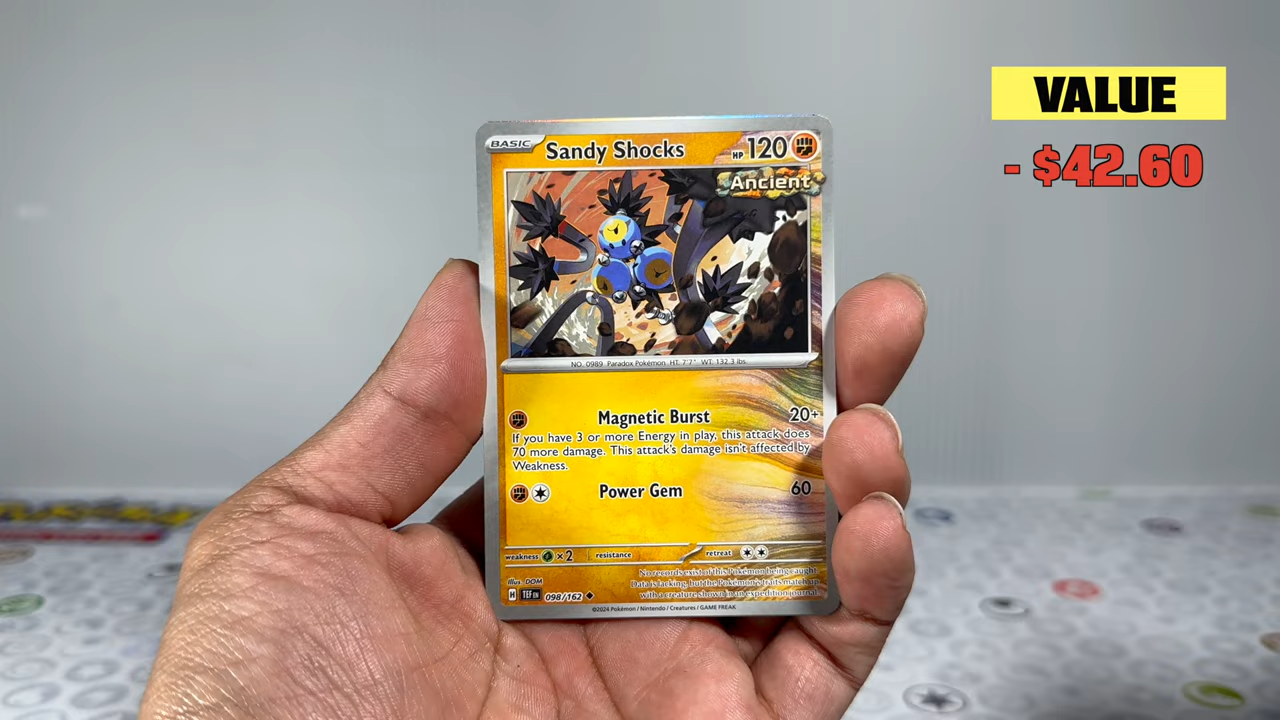 VALUE
- $42.60
BASIC Sandy Shocks HP 120
Ancient
NO. 0989 Paradox Pokémon HT: 7'7" WT: 132.3 lbs.
Magnetic Burst 20+
If you have 3 or more Energy in play, this attack does
70 more damage. This attack's damage isn't affected by
Weakness.
Power Gem 60
weakness ×2 resistance retreat
Illus. DOM
No records exist of this Pokémon being caught.
Data is lacking, but the Pokémon's traits match up
with a creature shown in an expedition journal.
H TEF EN 098/162
©2024 Pokémon / Nintendo / Creatures / GAME FREAK